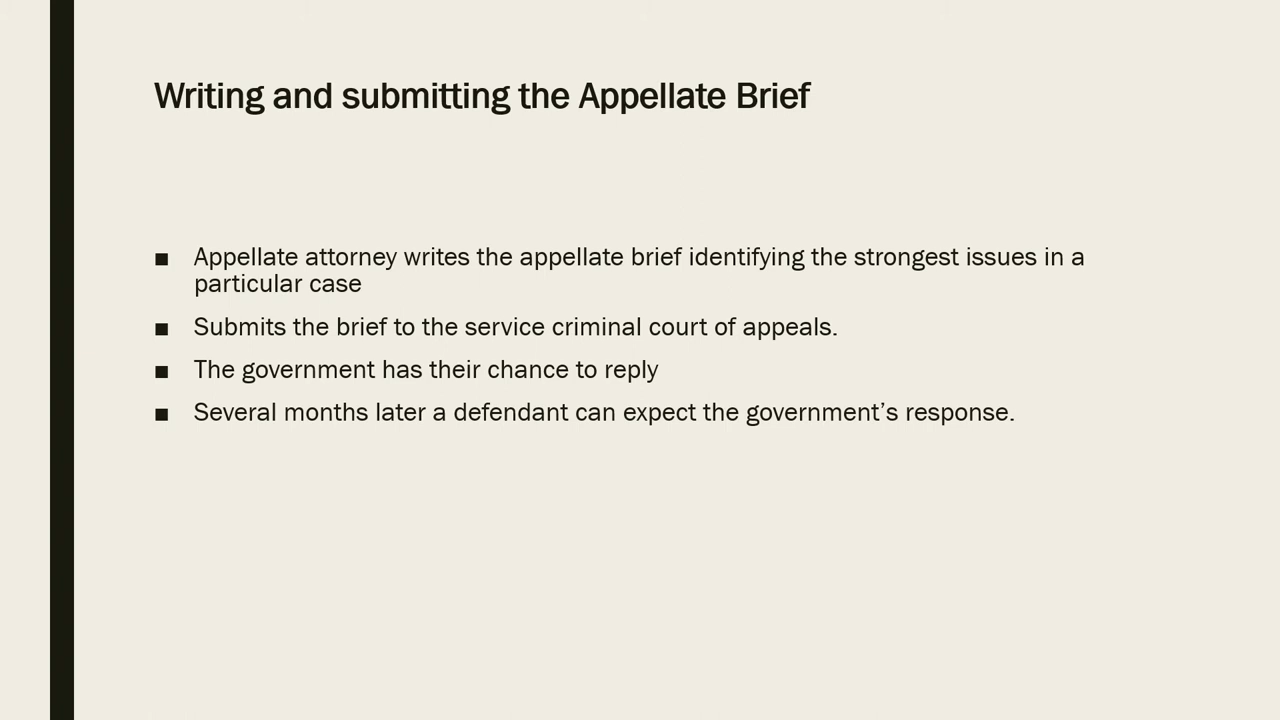 Writing and submitting the Appellate Brief
■ Appellate attorney writes the appellate brief identifying the strongest issues in a
particular case
■ Submits the brief to the service criminal court of appeals.
■ The government has their chance to reply
■ Several months later a defendant can expect the government’s response.